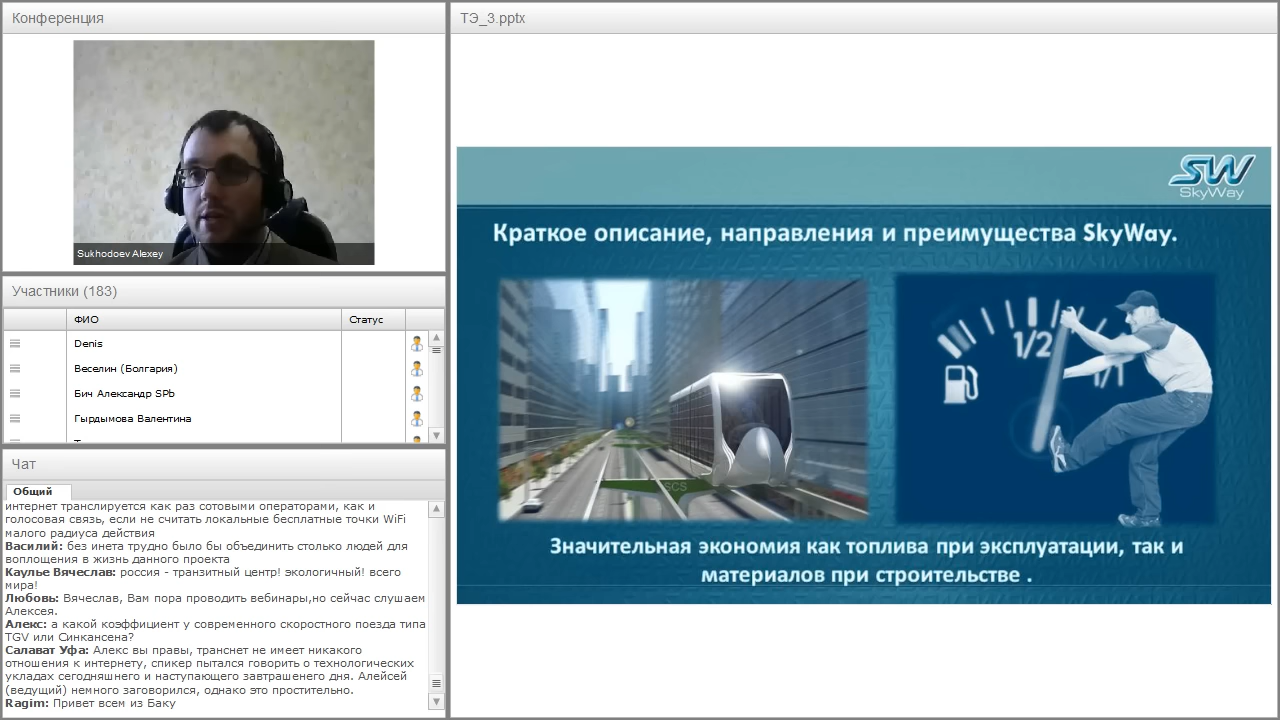 Конференция
Sukhodoev Alexey
Участники (183)
ФИО
Статус
Denis
Веселин (Болгария)
Бич Александр SPb
Гырдымова Валентина
Чат
Общий
интернет транслируется как раз сотовыми операторами, как и
голосовая связь, если не считать локальные бесплатные точки WiFi
малого радиуса действия
Василий: без инета трудно было бы объединить столько людей для
воплощения в жизнь данного проекта
Каулье Вячеслав: россия - транзитный центр! экологичный! всего
мира!
Любовь: Вячеслав, Вам пора проводить вебинары,но сейчас слушаем
Алексея.
Алекс: а какой коэффициент у современного скоростного поезда типа
TGV или Синкансена?
Салават Уфа: Алекс вы правы, транснет не имеет никакого
отношения к интернету, спикер пытался говорить о технологических
укладах сегодняшнего и наступающего завтрашенего дня. Алейсей
(ведущий) немного заговорился, однако это простительно.
Ragim: Привет всем из Баку
ТЭ_3.pptx
SW
SkyWay
Краткое описание, направления и преимущества SkyWay.
SCS
1/2
1/1
Значительная экономия как топлива при эксплуатации, так и
материалов при строительстве .